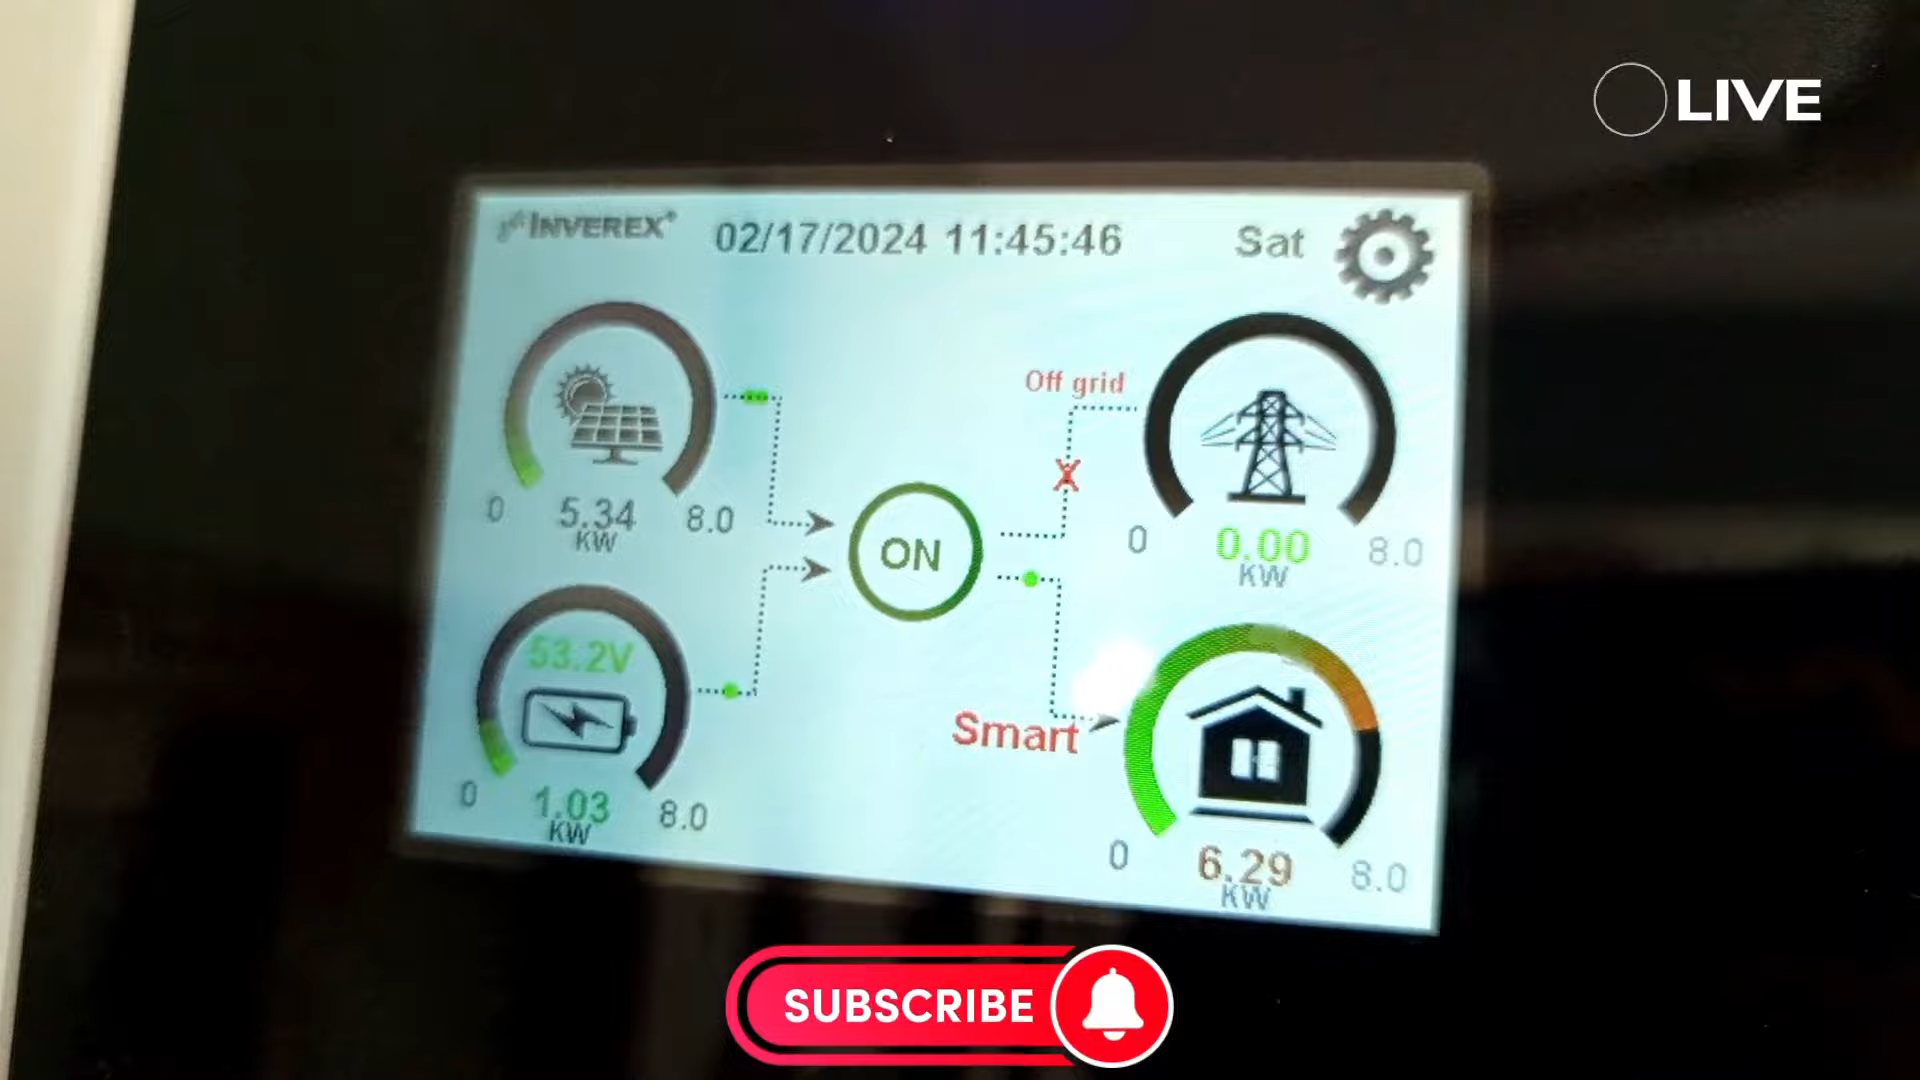 LIVE
INVEREX® 02/17/2024 11:45:46 Sat
Off grid
0 5.34 8.0
KW
X
0 0.00 8.0
KW
ON
53.2V
Smart
0 1.03 8.0
KW
0 6.29 8.0
KW
SUBSCRIBE